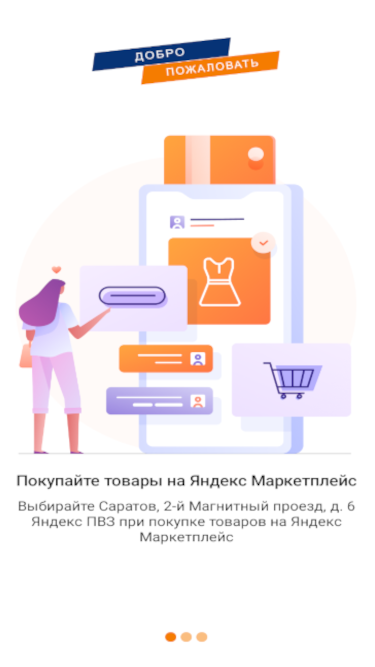 ДОБРО
ПОЖАЛОВАТЬ
Покупайте товары на Яндекс Маркетплейс
Выбирайте Саратов, 2-й Магнитный проезд, д. 6
Яндекс ПВЗ при покупке товаров на Яндекс
Маркетплейс